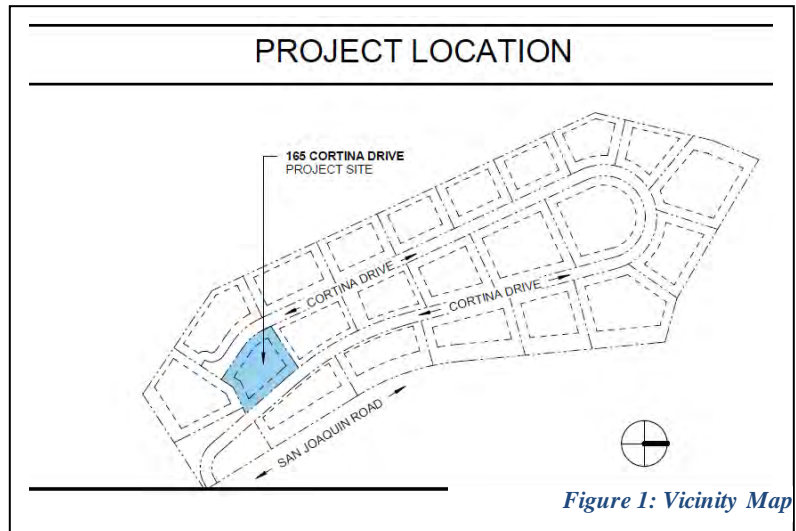 PROJECT LOCATION
165 CORTINA DRIVE
PROJECT SITE
CORTINA DRIVE
CORTINA DRIVE
SAN JOAQUIN ROAD
Figure 1: Vicinity Map